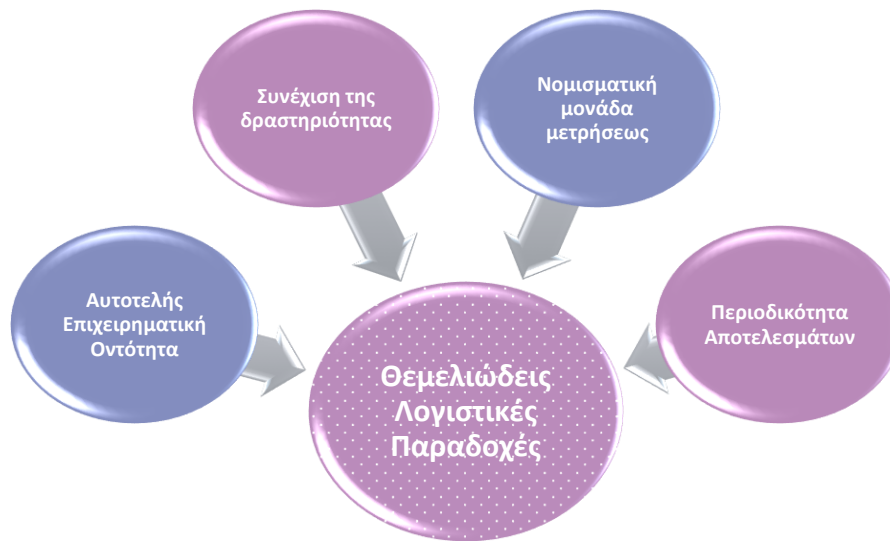 Συνέχιση της
δραστηριότητας
Νομισματική
μονάδα
μετρήσεως
Αυτοτελής
Επιχειρηματική
Οντότητα
Περιοδικότητα
Αποτελεσμάτων
Θεμελιώδεις
Λογιστικές
Παραδοχές